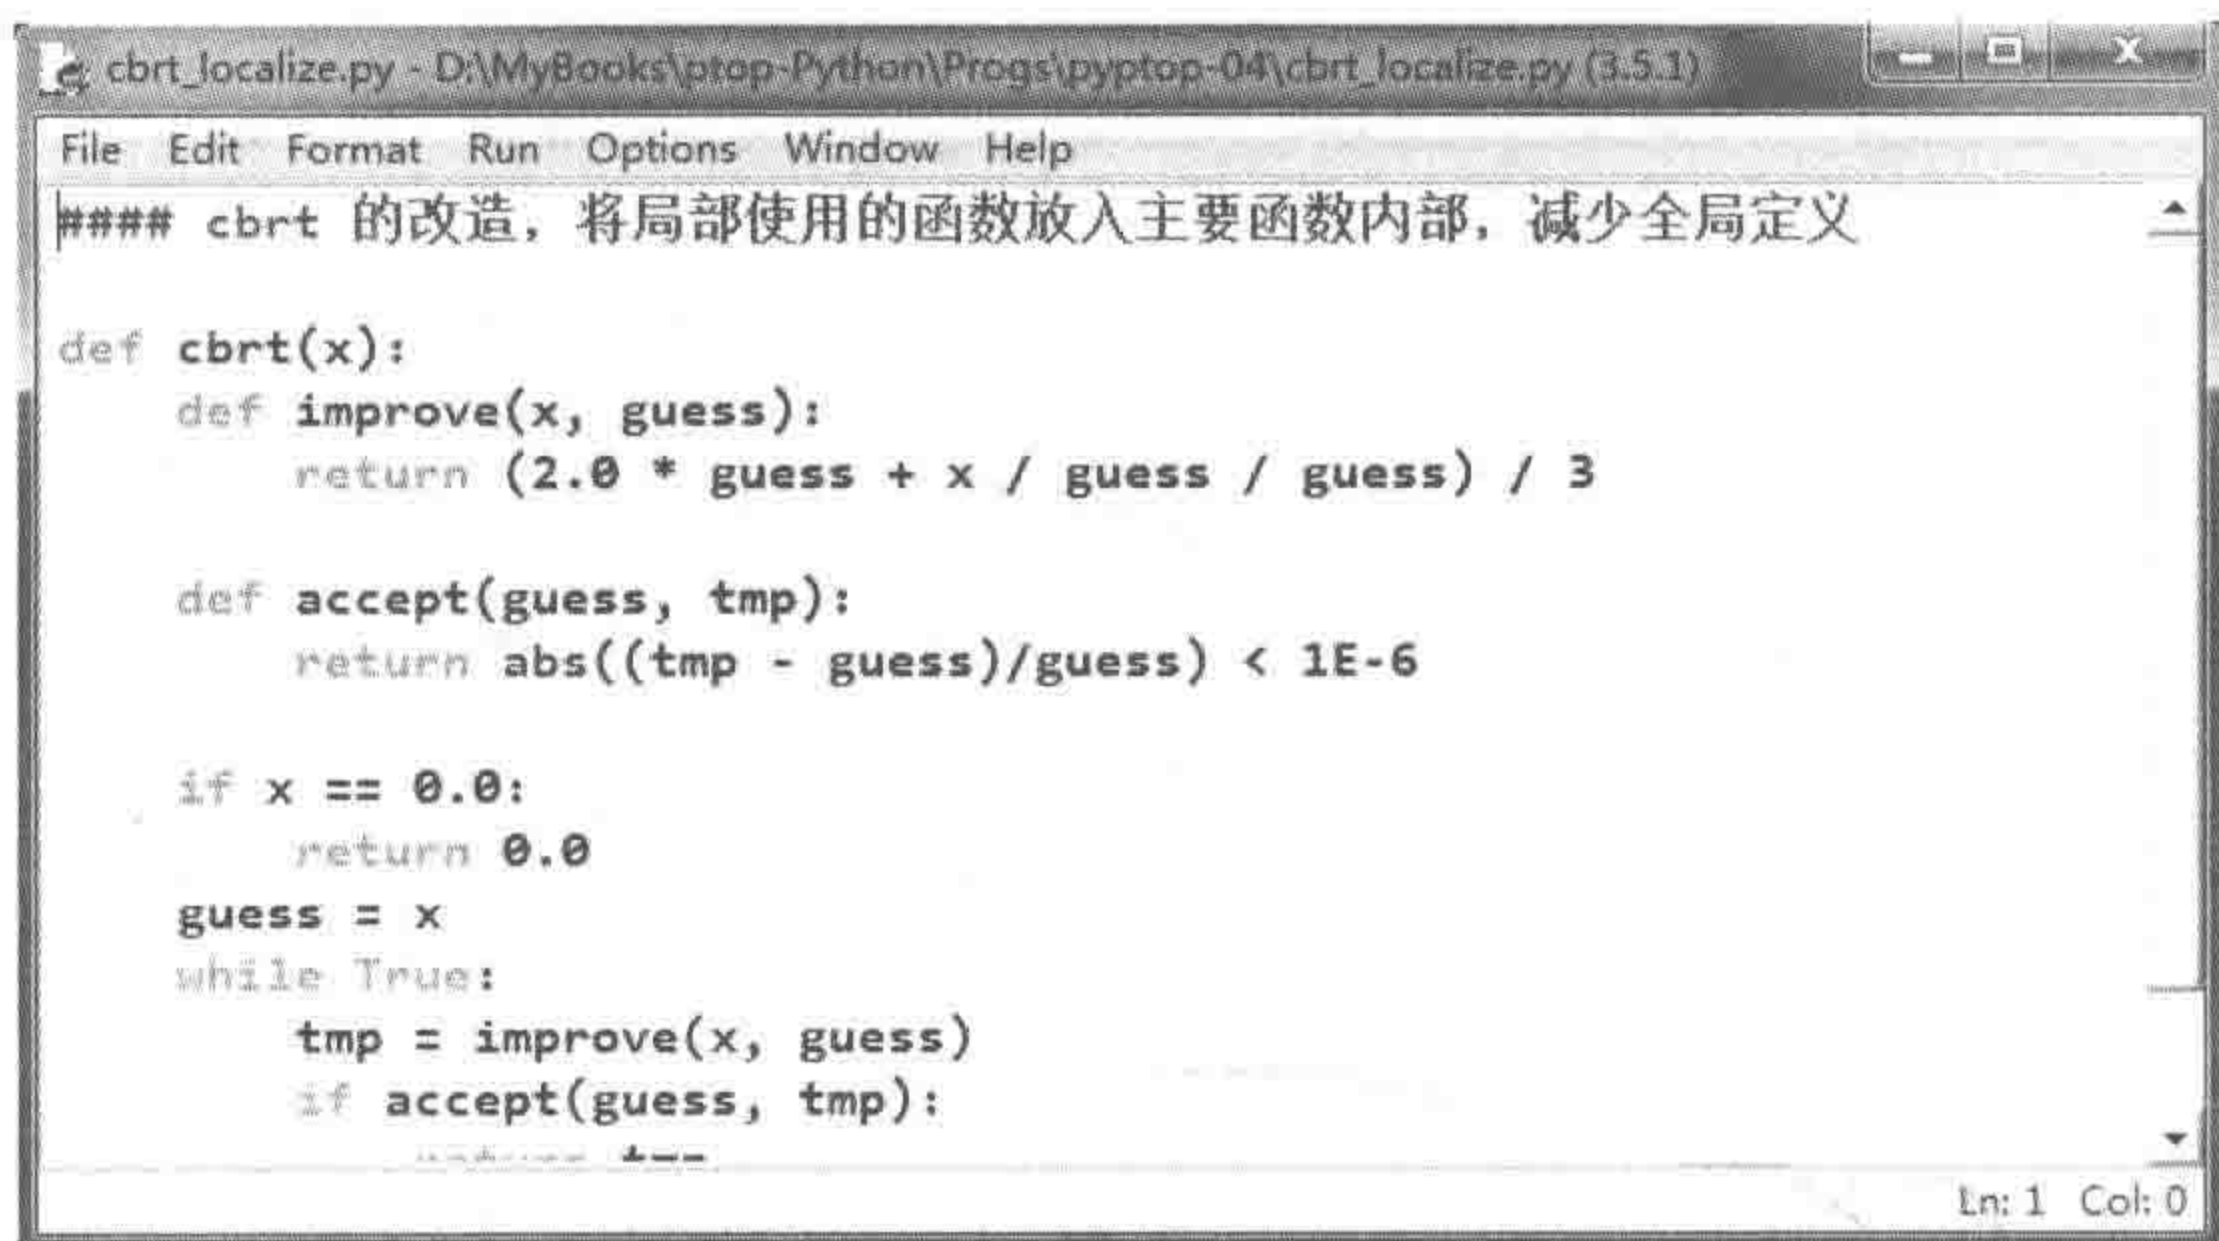 cbrt_localize.py - D:\MyBooks\ptop-Python\Progs\pyptop-04\cbrt_localize.py (3.5.1)
File Edit Format Run Options Window Help
#### cbrt 的改造，将局部使用的函数放入主要函数内部，减少全局定义
def cbrt(x):
    def improve(x, guess):
        return (2.0 * guess + x / guess / guess) / 3
    def accept(guess, tmp):
        return abs((tmp - guess)/guess) < 1E-6
    if x == 0.0:
        return 0.0
    guess = x
    while True:
        tmp = improve(x, guess)
        if accept(guess, tmp):
Ln: 1 Col: 0